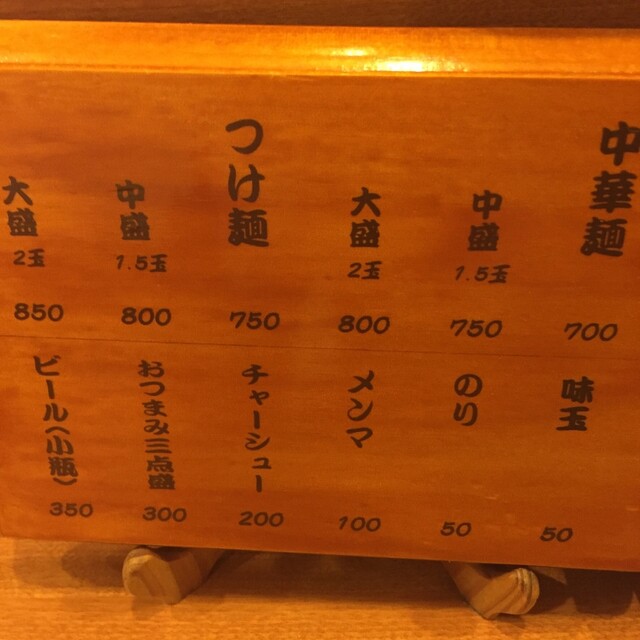 中華麺
700
中盛
1.5玉
750
大盛
2玉
800
つけ麺
750
中盛
1.5玉
800
大盛
2玉
850
味玉
50
のり
50
メンマ
100
チャーシュー
200
おつまみ三点盛
300
ビール(小瓶)
350